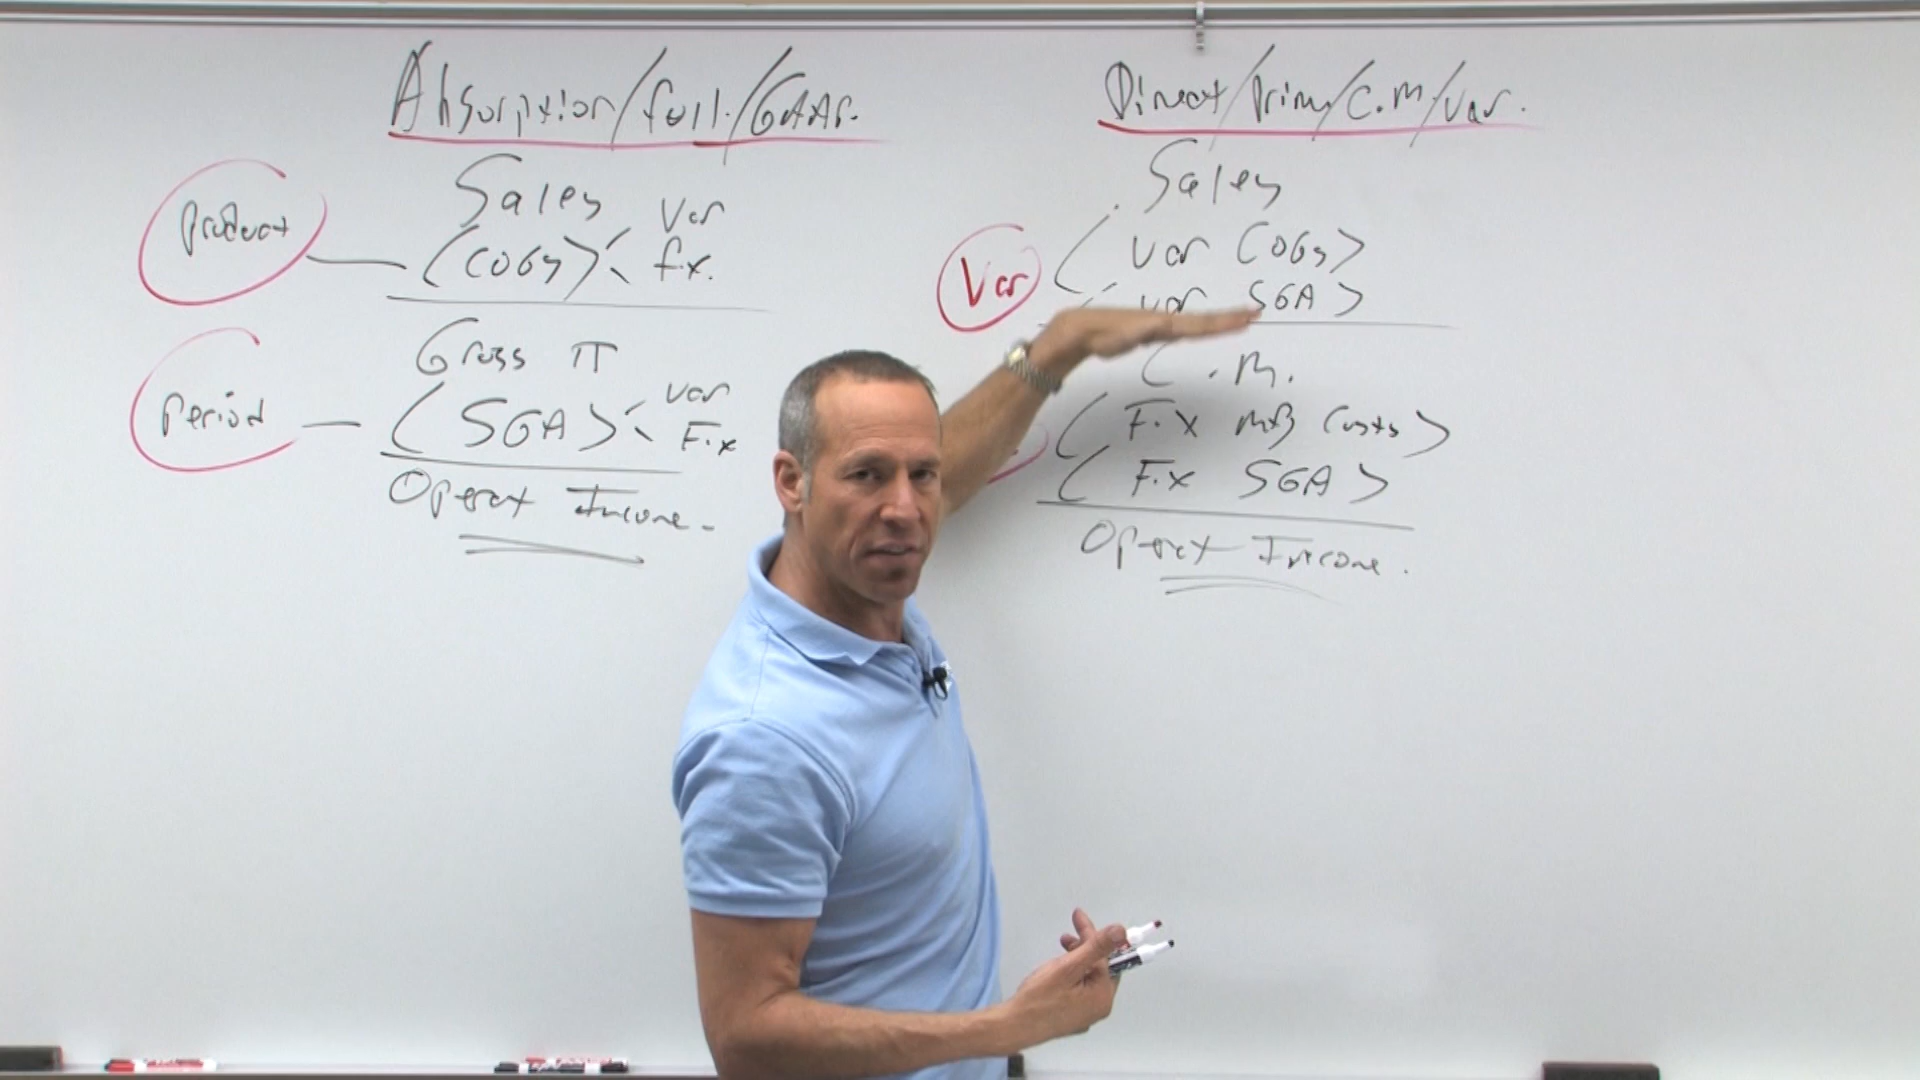 Absorption/full/GAAP.
Product
Sales
(COGS> < Var
Fix.
Gross π
Period
(SGA> < Var
Fix
Operat Income.
Direct/Prime/C.M/Var.
Sales
Var
(Var COGS>
(Var SGA>
C.M.
(Fix Mfg Costs>
(Fix SGA>
Operat Income.